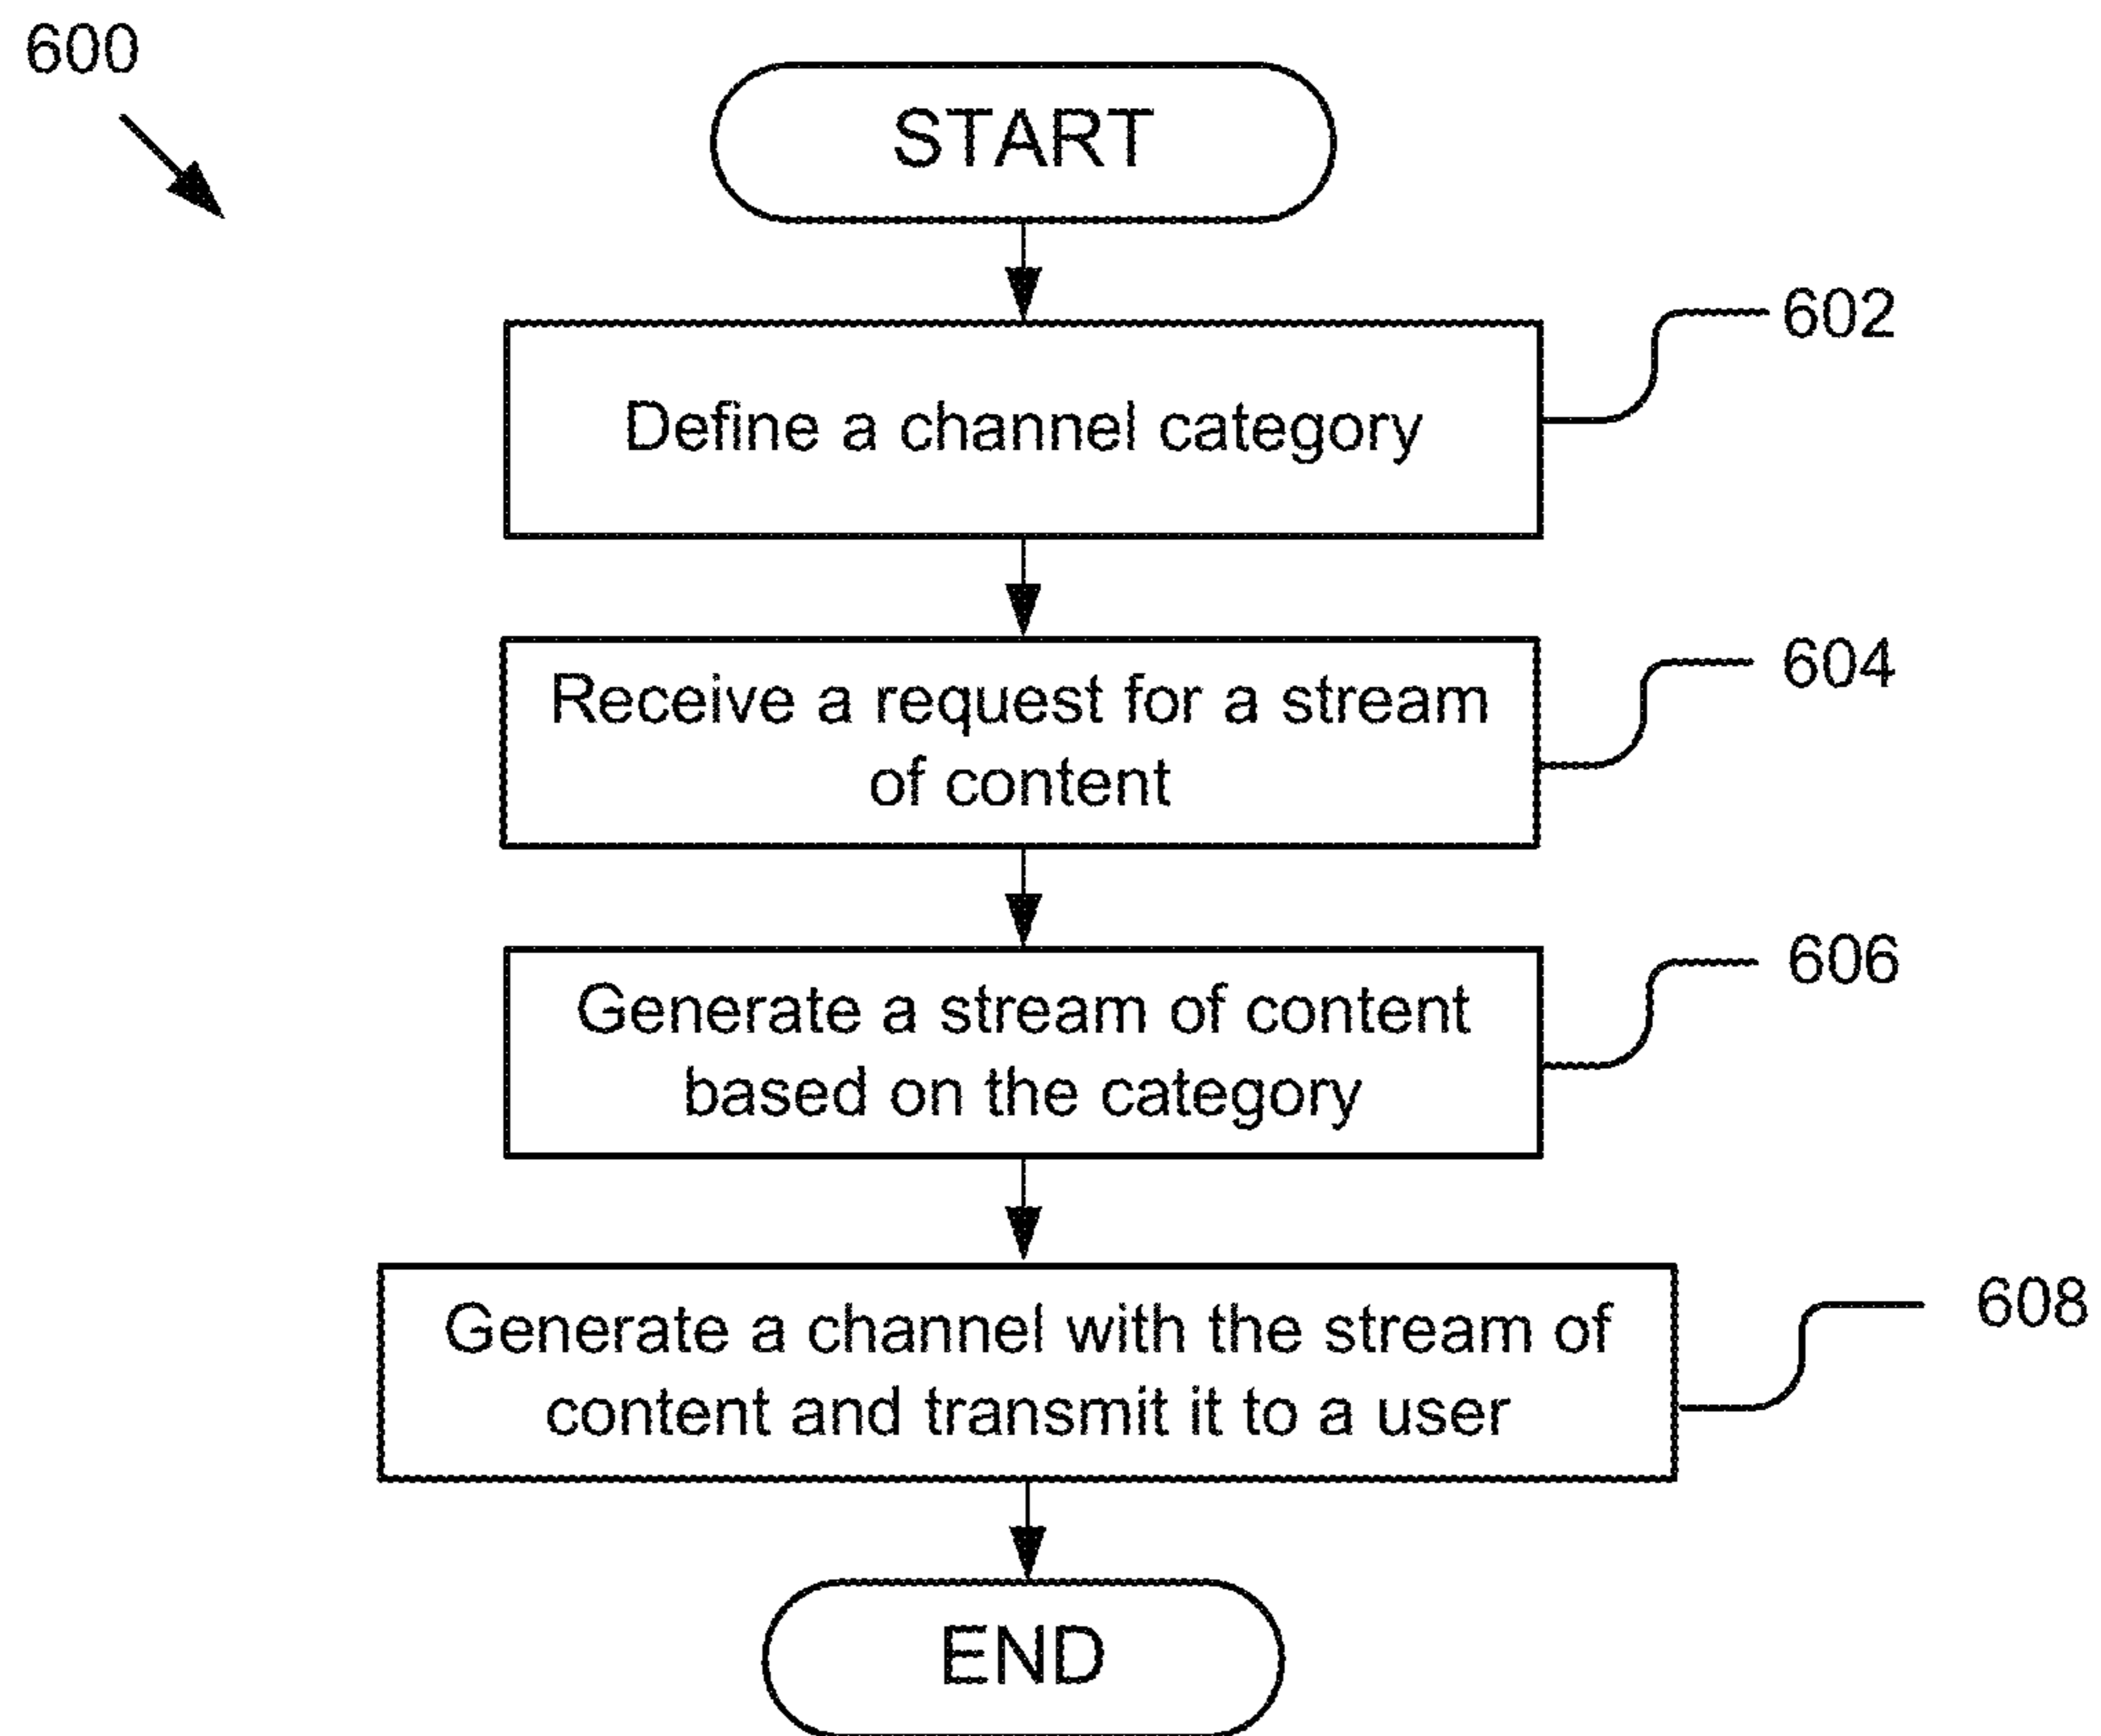 600
START
602
Define a channel category
604
Receive a request for a stream
of content
606
Generate a stream of content
based on the category
608
Generate a channel with the stream of
content and transmit it to a user
END